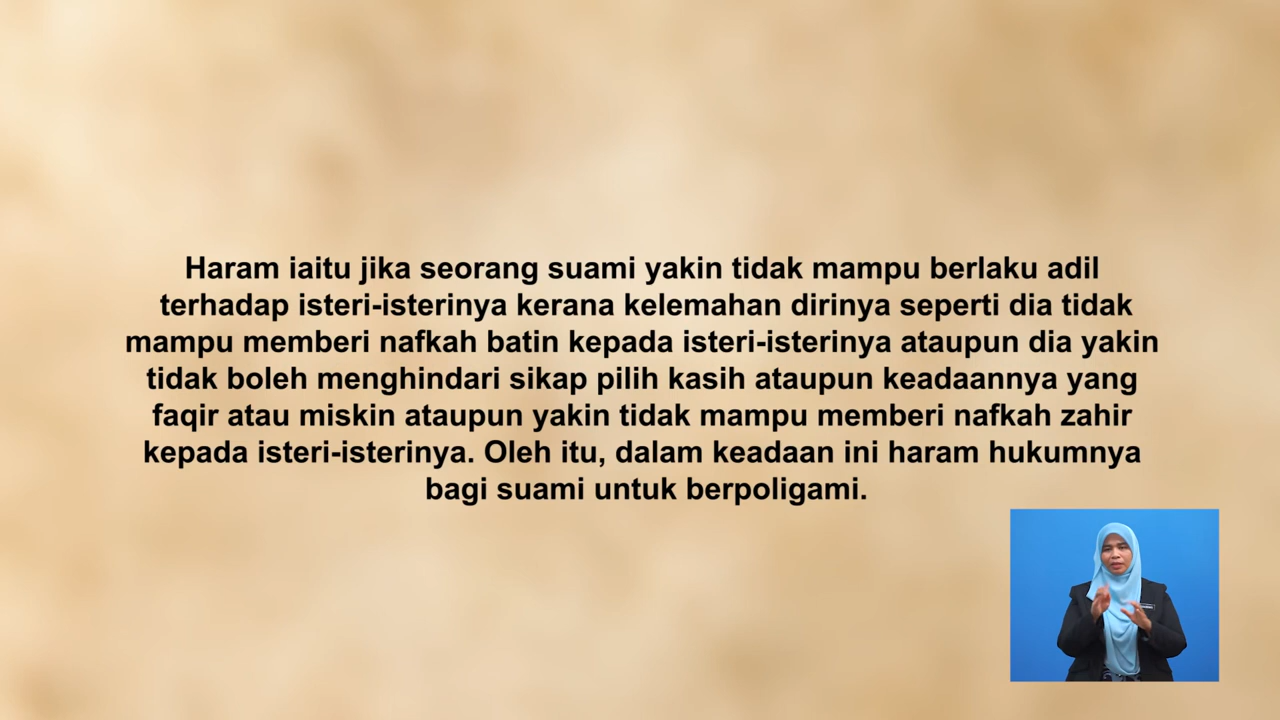 Haram iaitu jika seorang suami yakin tidak mampu berlaku adil
terhadap isteri-isterinya kerana kelemahan dirinya seperti dia tidak
mampu memberi nafkah batin kepada isteri-isterinya ataupun dia yakin
tidak boleh menghindari sikap pilih kasih ataupun keadaannya yang
faqir atau miskin ataupun yakin tidak mampu memberi nafkah zahir
kepada isteri-isterinya. Oleh itu, dalam keadaan ini haram hukumnya
bagi suami untuk berpoligami.